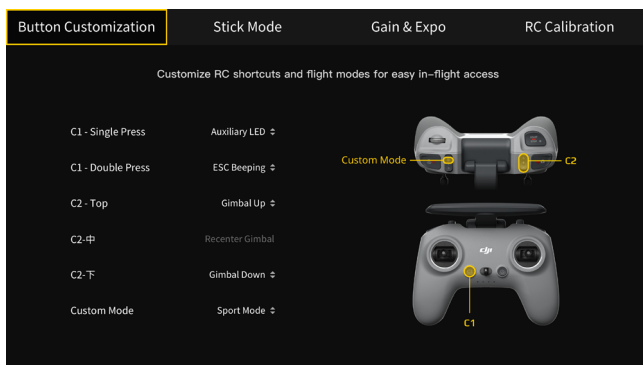 Button Customization
Stick Mode
Gain & Expo
RC Calibration
Customize RC shortcuts and flight modes for easy in-flight access
C1 - Single Press
Auxiliary LED
C1 - Double Press
ESC Beeping
C2 - Top
Gimbal Up
C2-中
Recenter Gimbal
C2-下
Gimbal Down
Custom Mode
Sport Mode
Custom Mode
C2
dji
C1